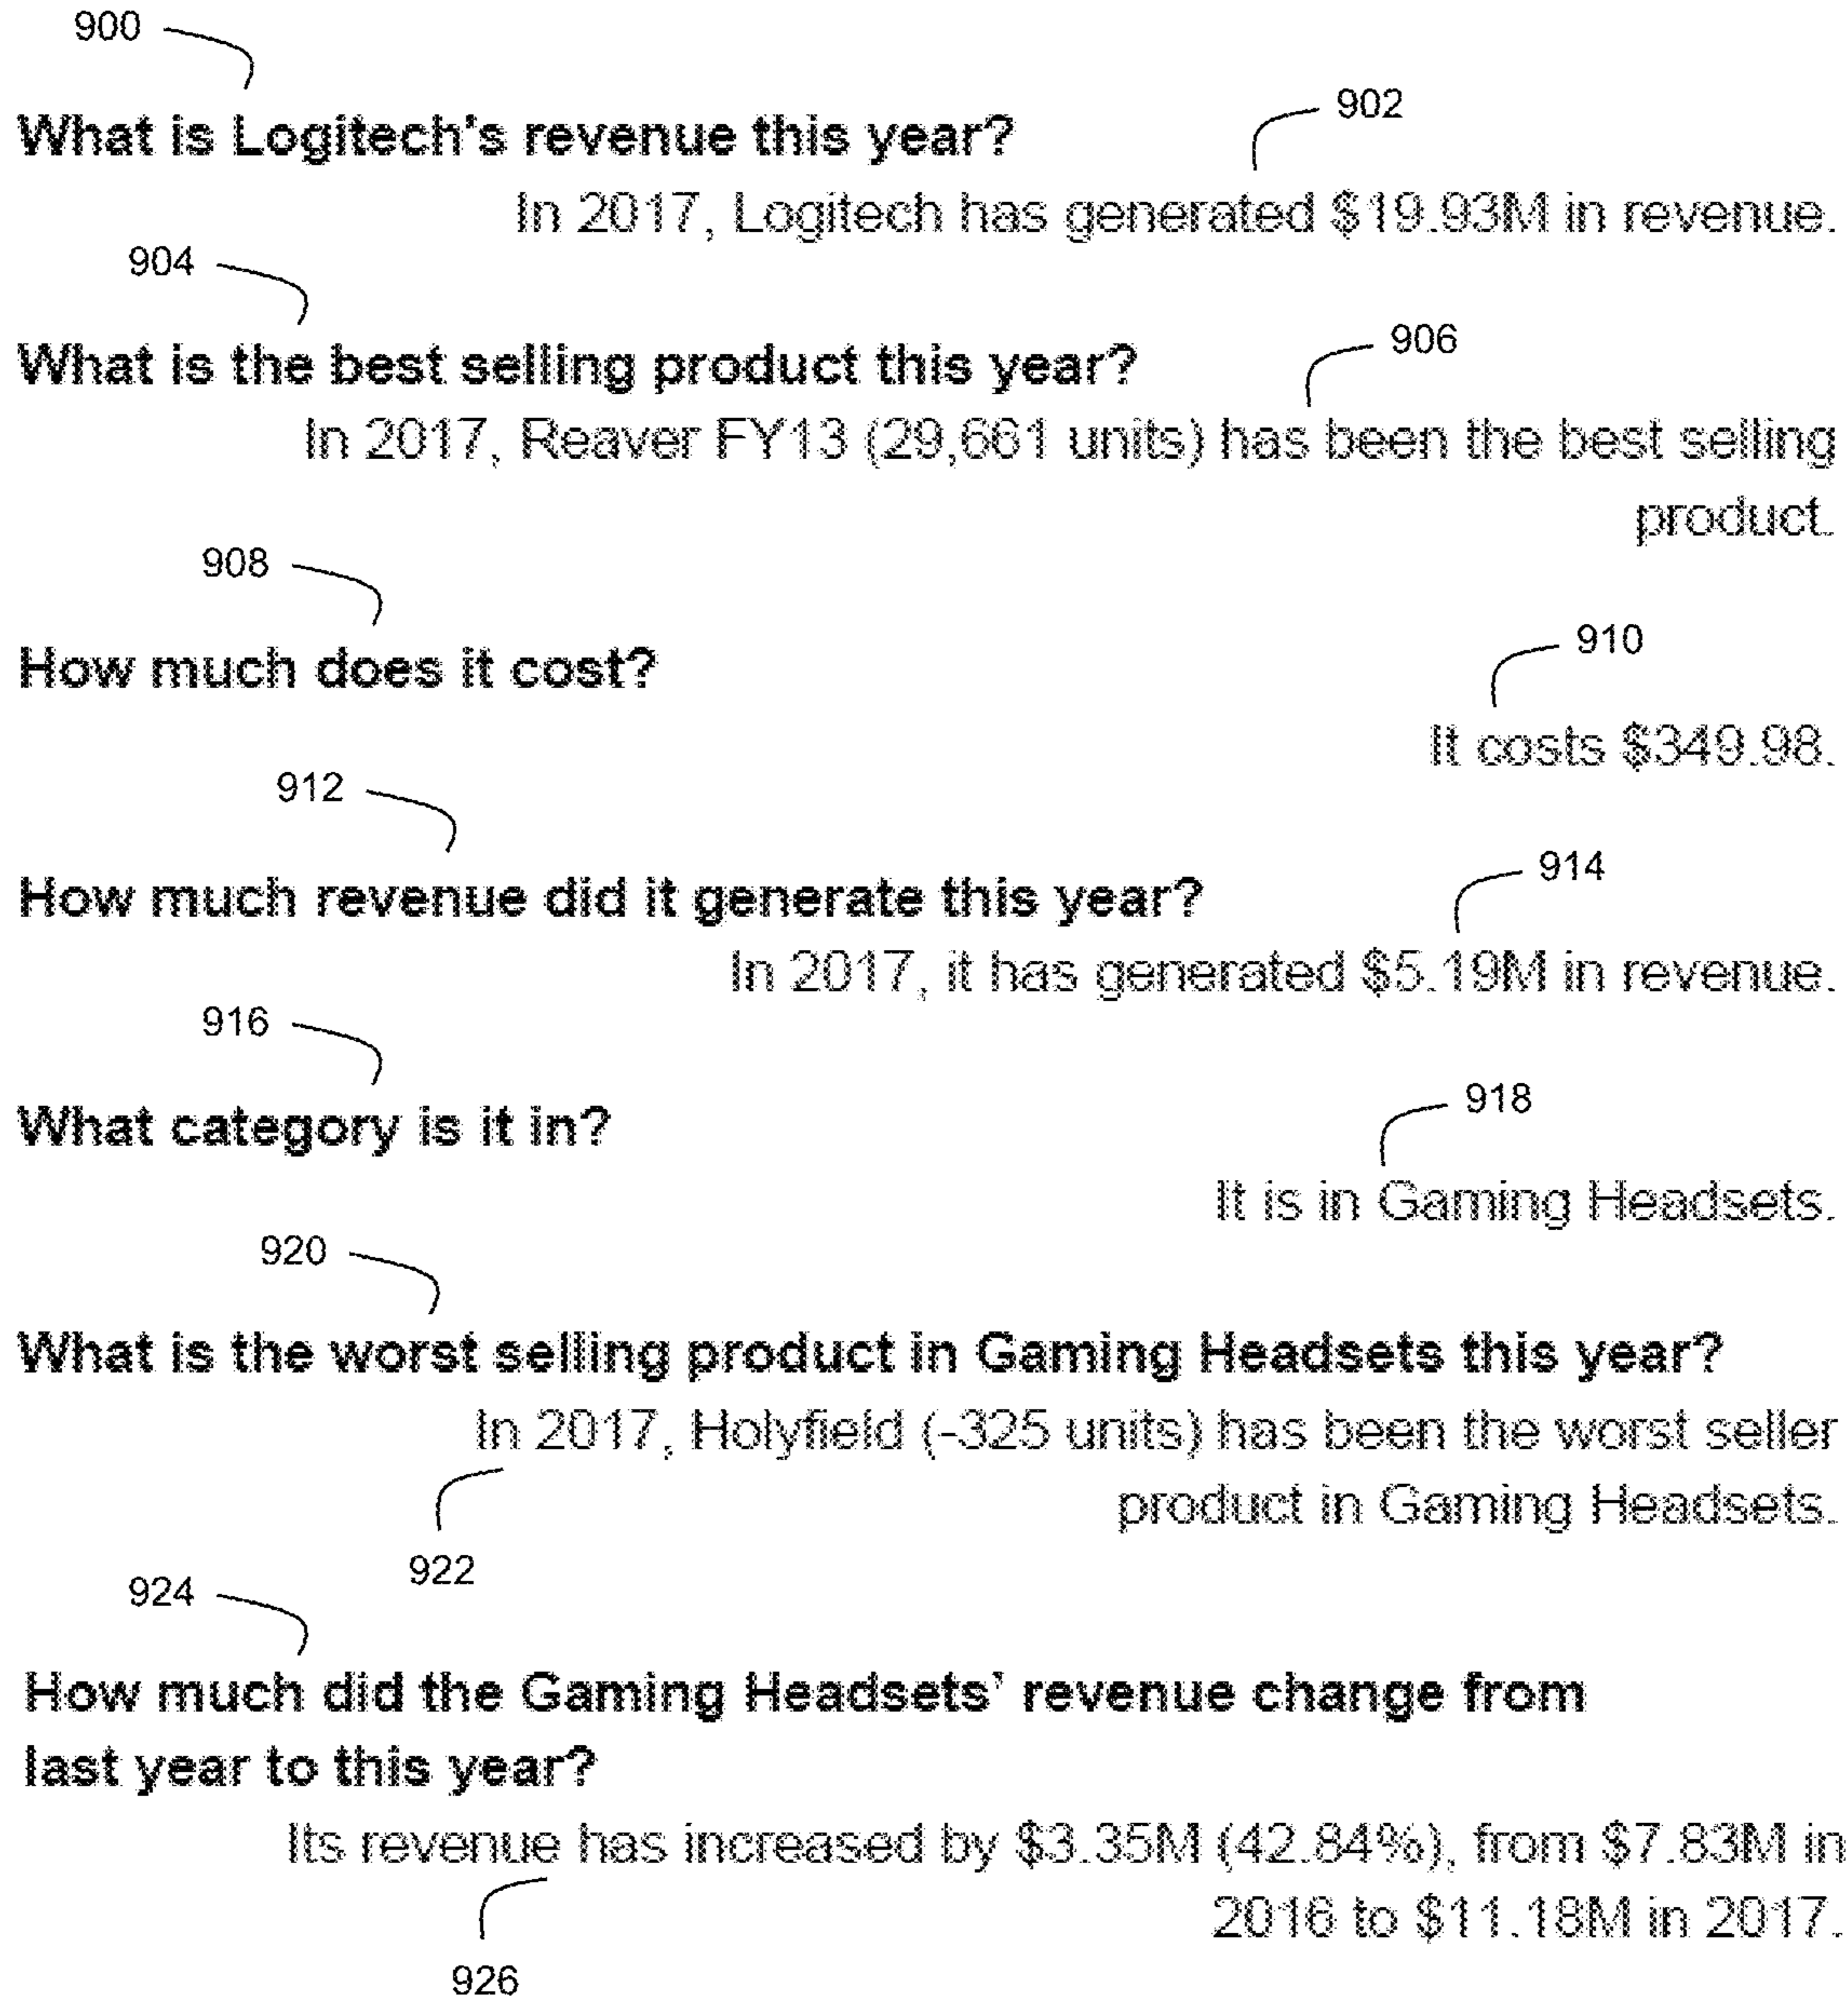 900
What is Logitech's revenue this year?
902
In 2017, Logitech has generated $19.93M in revenue.
904
What is the best selling product this year?
906
In 2017, Reaver FY13 (29,661 units) has been the best selling
product.
908
How much does it cost?
910
It costs $349.98.
912
How much revenue did it generate this year?
914
In 2017, it has generated $5.19M in revenue.
916
What category is it in?
918
It is in Gaming Headsets.
920
What is the worst selling product in Gaming Headsets this year?
In 2017, Holyfield (-325 units) has been the worst seller
product in Gaming Headsets.
922
924
How much did the Gaming Headsets' revenue change from
last year to this year?
Its revenue has increased by $3.35M (42.84%), from $7.83M in
2016 to $11.18M in 2017.
926